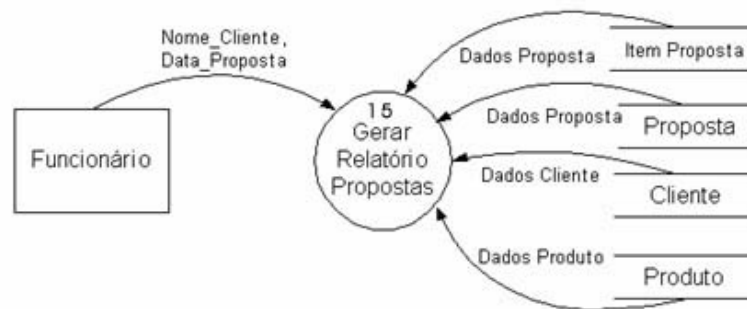 Nome_Cliente,
Data_Proposta
Funcionário
15
Gerar
Relatório
Propostas
Dados Proposta
Item Proposta
Dados Proposta
Proposta
Dados Cliente
Cliente
Dados Produto
Produto